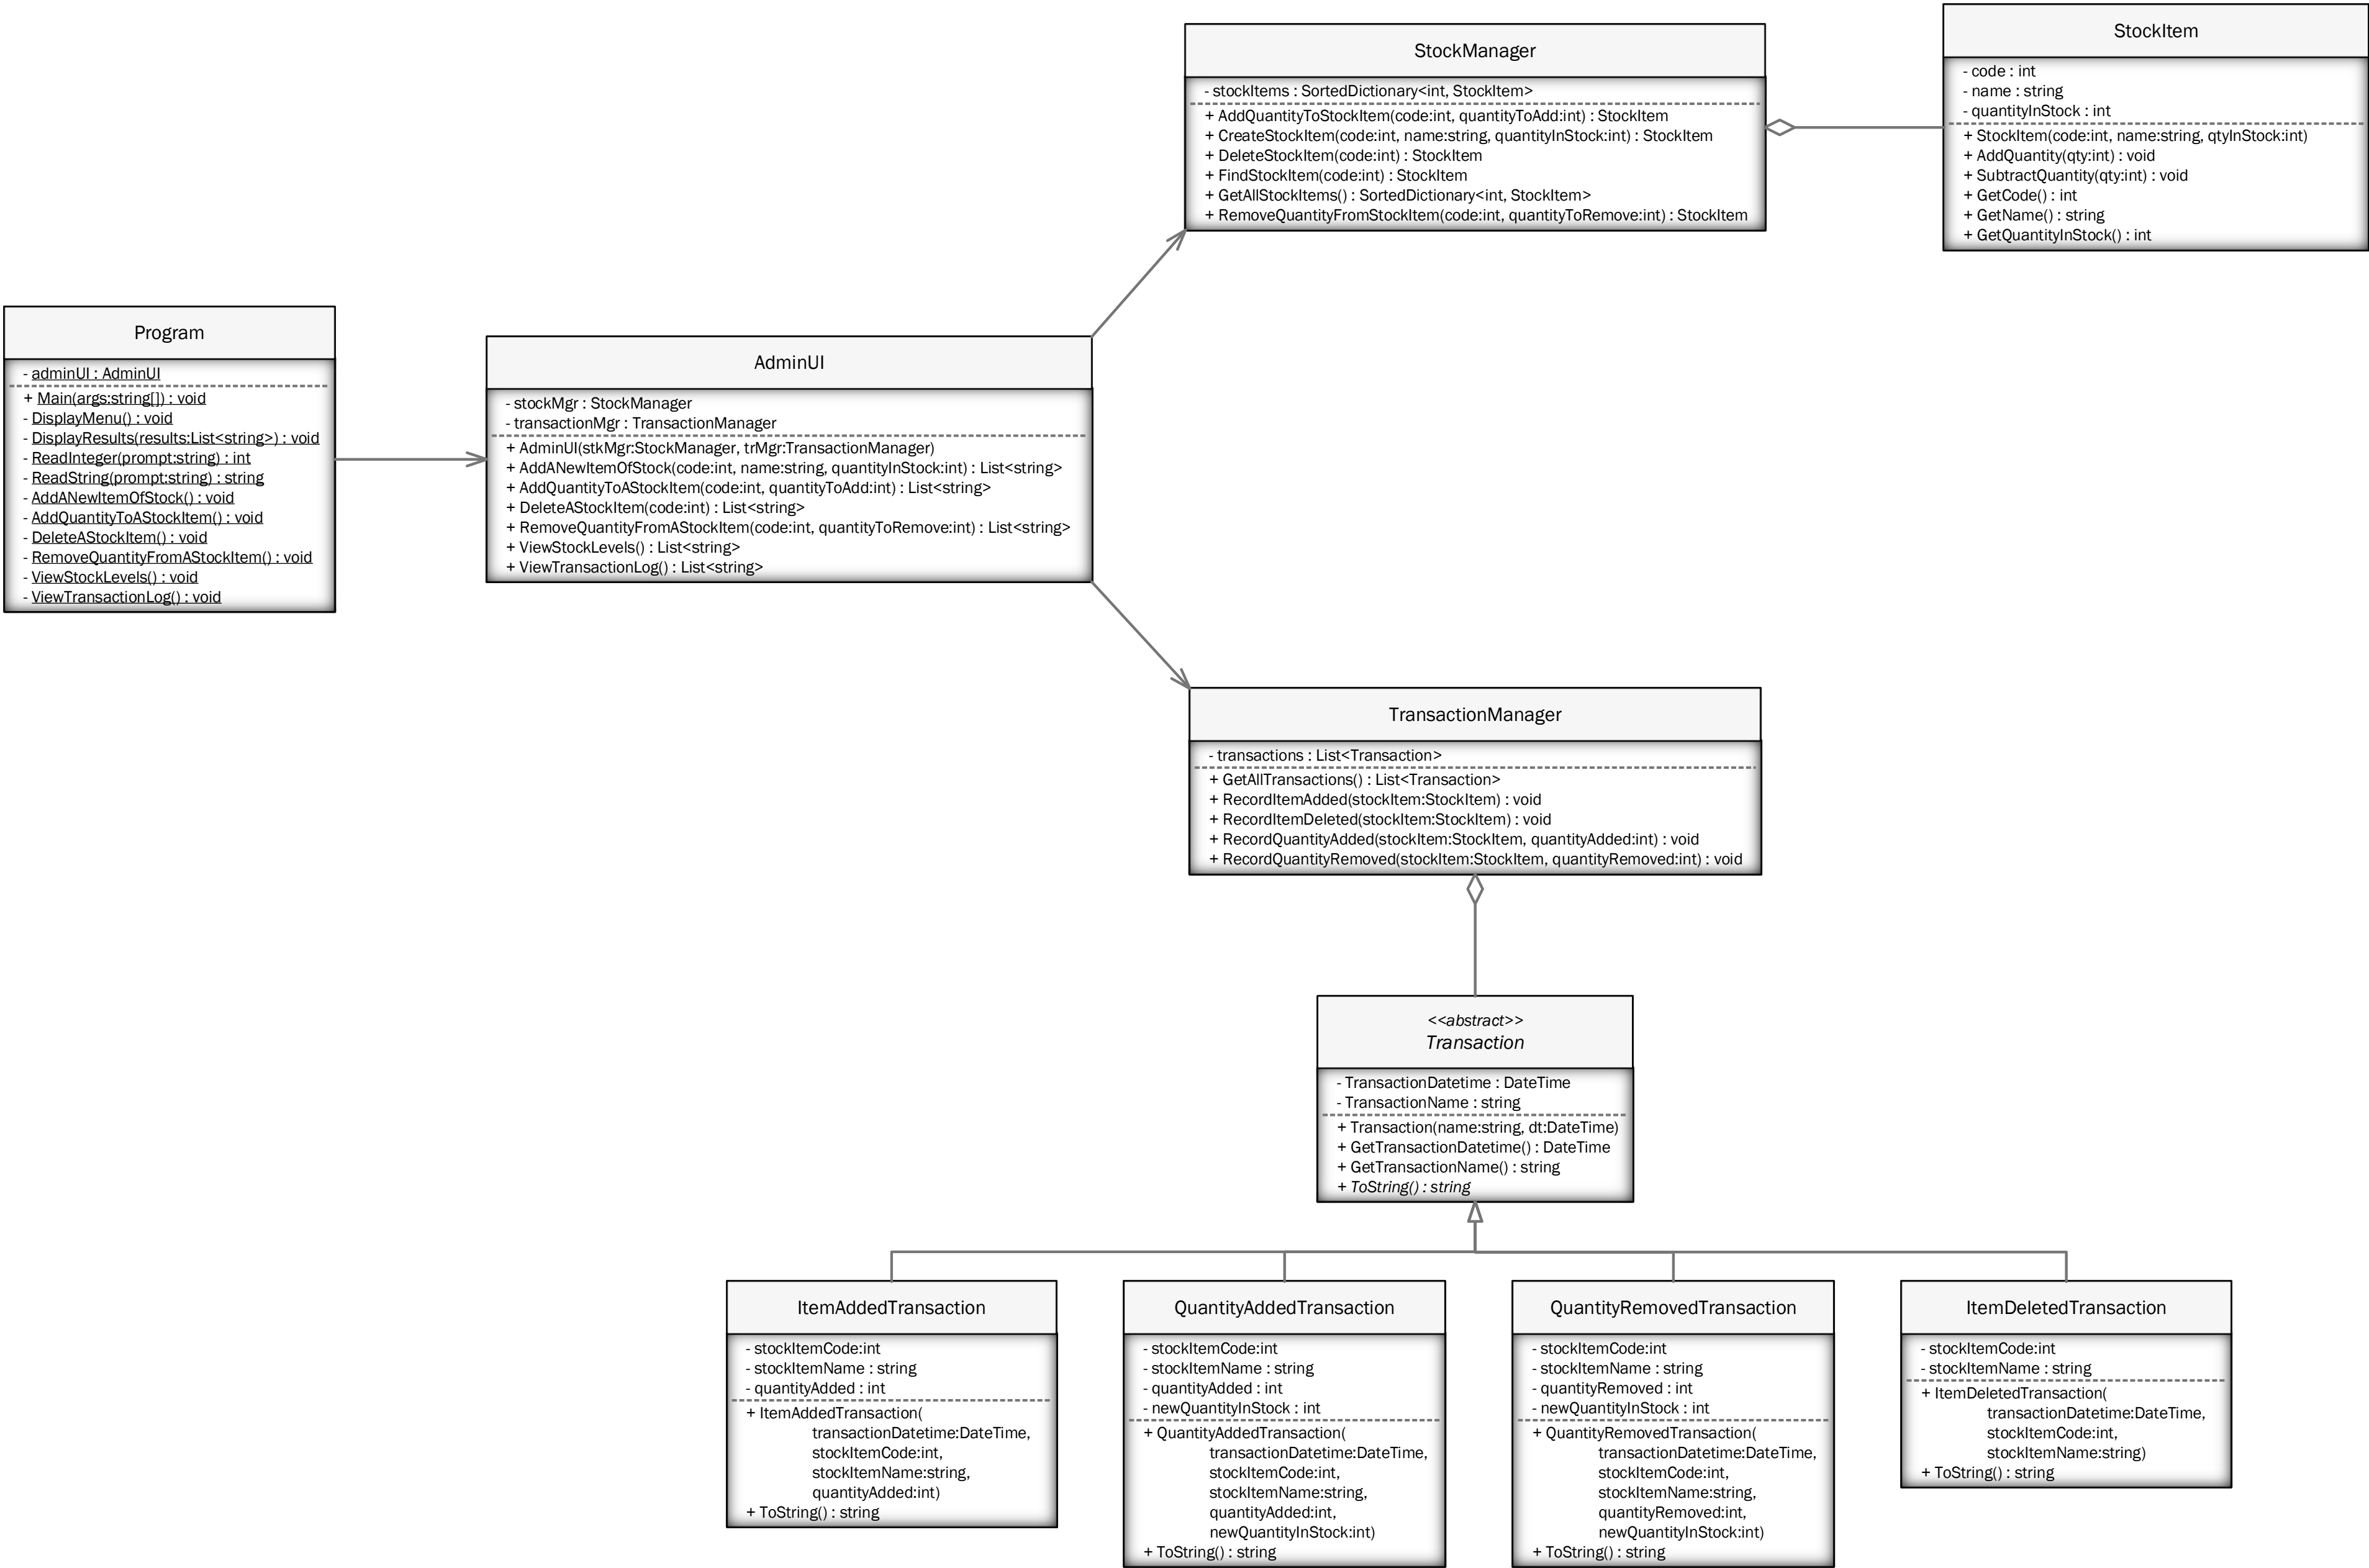 StockManager
- stockItems : SortedDictionary<int, StockItem>
+ AddQuantityToStockItem(code:int, quantityToAdd:int) : StockItem
+ CreateStockItem(code:int, name:string, quantityInStock:int) : StockItem
+ DeleteStockItem(code:int) : StockItem
+ FindStockItem(code:int) : StockItem
+ GetAllStockItems() : SortedDictionary<int, StockItem>
+ RemoveQuantityFromStockItem(code:int, quantityToRemove:int) : StockItem
StockItem
- code : int
- name : string
- quantityInStock : int
+ StockItem(code:int, name:string, qtyInStock:int)
+ AddQuantity(qty:int) : void
+ SubtractQuantity(qty:int) : void
+ GetCode() : int
+ GetName() : string
+ GetQuantityInStock() : int
Program
- adminUI : AdminUI
+ Main(args:string[]) : void
- DisplayMenu() : void
- DisplayResults(results:List<string>) : void
- ReadInteger(prompt:string) : int
- ReadString(prompt:string) : string
- AddANewItemOfStock() : void
- AddQuantityToAStockItem() : void
- DeleteAStockItem() : void
- RemoveQuantityFromAStockItem() : void
- ViewStockLevels() : void
- ViewTransactionLog() : void
AdminUI
- stockMgr : StockManager
- transactionMgr : TransactionManager
+ AdminUI(stkMgr:StockManager, trMgr:TransactionManager)
+ AddANewItemOfStock(code:int, name:string, quantityInStock:int) : List<string>
+ AddQuantityToAStockItem(code:int, quantityToAdd:int) : List<string>
+ DeleteAStockItem(code:int) : List<string>
+ RemoveQuantityFromAStockItem(code:int, quantityToRemove:int) : List<string>
+ ViewStockLevels() : List<string>
+ ViewTransactionLog() : List<string>
TransactionManager
- transactions : List<Transaction>
+ GetAllTransactions() : List<Transaction>
+ RecordItemAdded(stockItem:StockItem) : void
+ RecordItemDeleted(stockItem:StockItem) : void
+ RecordQuantityAdded(stockItem:StockItem, quantityAdded:int) : void
+ RecordQuantityRemoved(stockItem:StockItem, quantityRemoved:int) : void
<<abstract>>
Transaction
- TransactionDatetime : DateTime
- TransactionName : string
+ Transaction(name:string, dt:DateTime)
+ GetTransactionDatetime() : DateTime
+ GetTransactionName() : string
+ ToString() : string
ItemAddedTransaction
- stockItemCode:int
- stockItemName : string
- quantityAdded : int
+ ItemAddedTransaction(
transactionDatetime:DateTime,
stockItemCode:int,
stockItemName:string,
quantityAdded:int)
+ ToString() : string
QuantityAddedTransaction
- stockItemCode:int
- stockItemName : string
- quantityAdded : int
- newQuantityInStock : int
+ QuantityAddedTransaction(
transactionDatetime:DateTime,
stockItemCode:int,
stockItemName:string,
quantityAdded:int,
newQuantityInStock:int)
+ ToString() : string
QuantityRemovedTransaction
- stockItemCode:int
- stockItemName : string
- quantityRemoved : int
- newQuantityInStock : int
+ QuantityRemovedTransaction(
transactionDatetime:DateTime,
stockItemCode:int,
stockItemName:string,
quantityRemoved:int,
newQuantityInStock:int)
+ ToString() : string
ItemDeletedTransaction
- stockItemCode:int
- stockItemName : string
+ ItemDeletedTransaction(
transactionDatetime:DateTime,
stockItemCode:int,
stockItemName:string)
+ ToString() : string